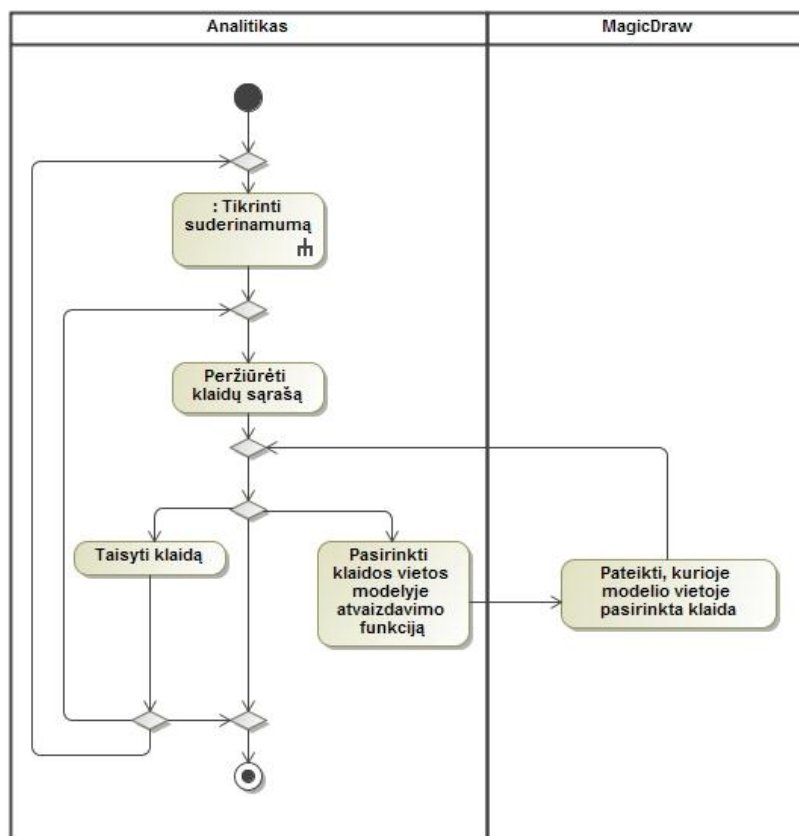 Analitikas
MagicDraw
: Tikrinti
suderinamumą
Peržiūrėti
klaidų sąrašą
Taisyti klaidą
Pasirinkti
klaidos vietos
modelyje
atvaizdavimo
funkciją
Pateikti, kurioje
modelio vietoje
pasirinkta klaida